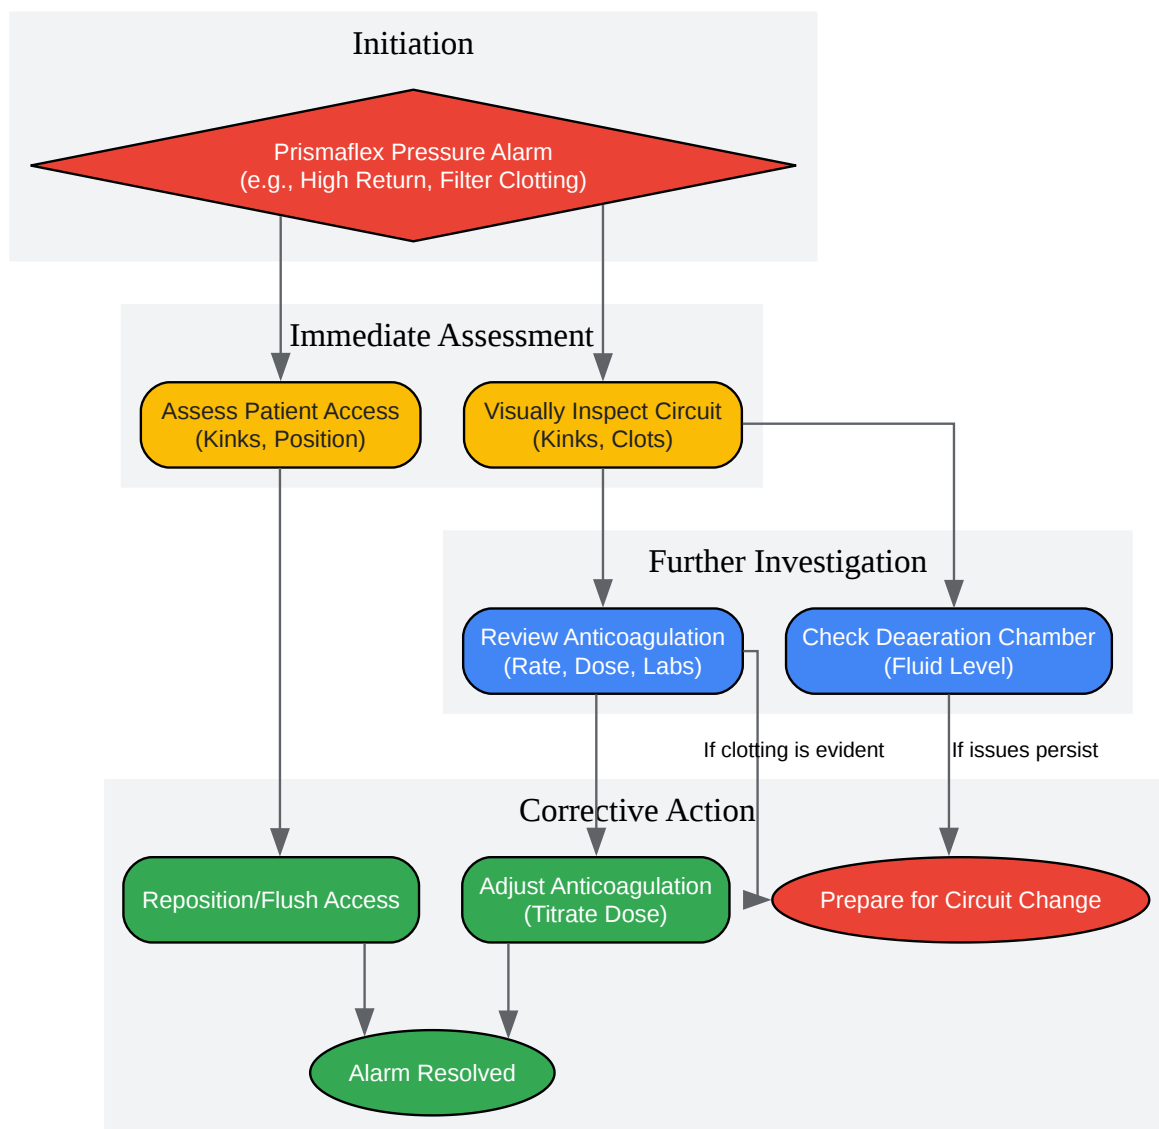 Initiation
Prismaflex Pressure Alarm
(e.g., High Return, Filter Clotting)
Immediate Assessment
Assess Patient Access
(Kinks, Position)
Visually Inspect Circuit
(Kinks, Clots)
Further Investigation
Review Anticoagulation
(Rate, Dose, Labs)
Check Deaeration Chamber
(Fluid Level)
If clotting is evident
If issues persist
Corrective Action
Reposition/Flush Access
Adjust Anticoagulation
(Titrate Dose)
Prepare for Circuit Change
Alarm Resolved